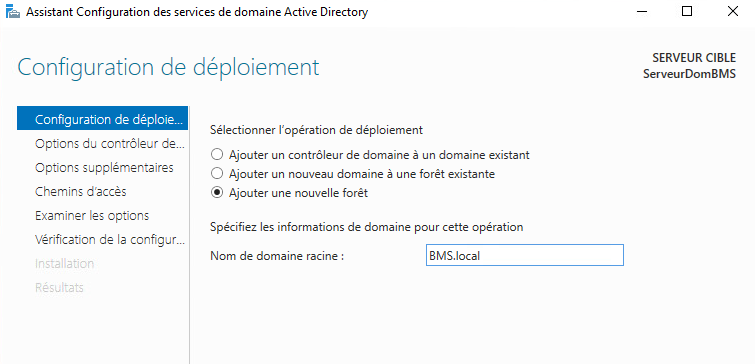 Assistant Configuration des services de domaine Active Directory
Configuration de déploiement
SERVEUR CIBLE
ServeurDomBMS
Configuration de déploie...
Options du contrôleur de...
Options supplémentaires
Chemins d'accès
Examiner les options
Vérification de la configur...
Installation
Résultats
Sélectionner l'opération de déploiement
Ajouter un contrôleur de domaine à un domaine existant
Ajouter un nouveau domaine à une forêt existante
Ajouter une nouvelle forêt
Spécifiez les informations de domaine pour cette opération
Nom de domaine racine : BMS.local